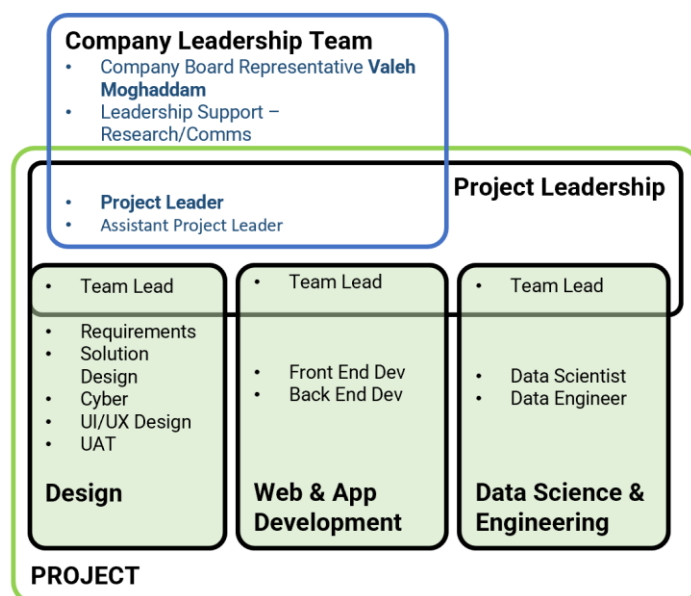 Company Leadership Team
• Company Board Representative Valeh
Moghaddam
• Leadership Support –
Research/Comms
Project Leadership
• Project Leader
• Assistant Project Leader
• Team Lead
• Requirements
• Solution
Design
• Cyber
• UI/UX Design
• UAT
Design
• Team Lead
• Front End Dev
• Back End Dev
Web & App
Development
• Team Lead
• Data Scientist
• Data Engineer
Data Science &
Engineering
PROJECT